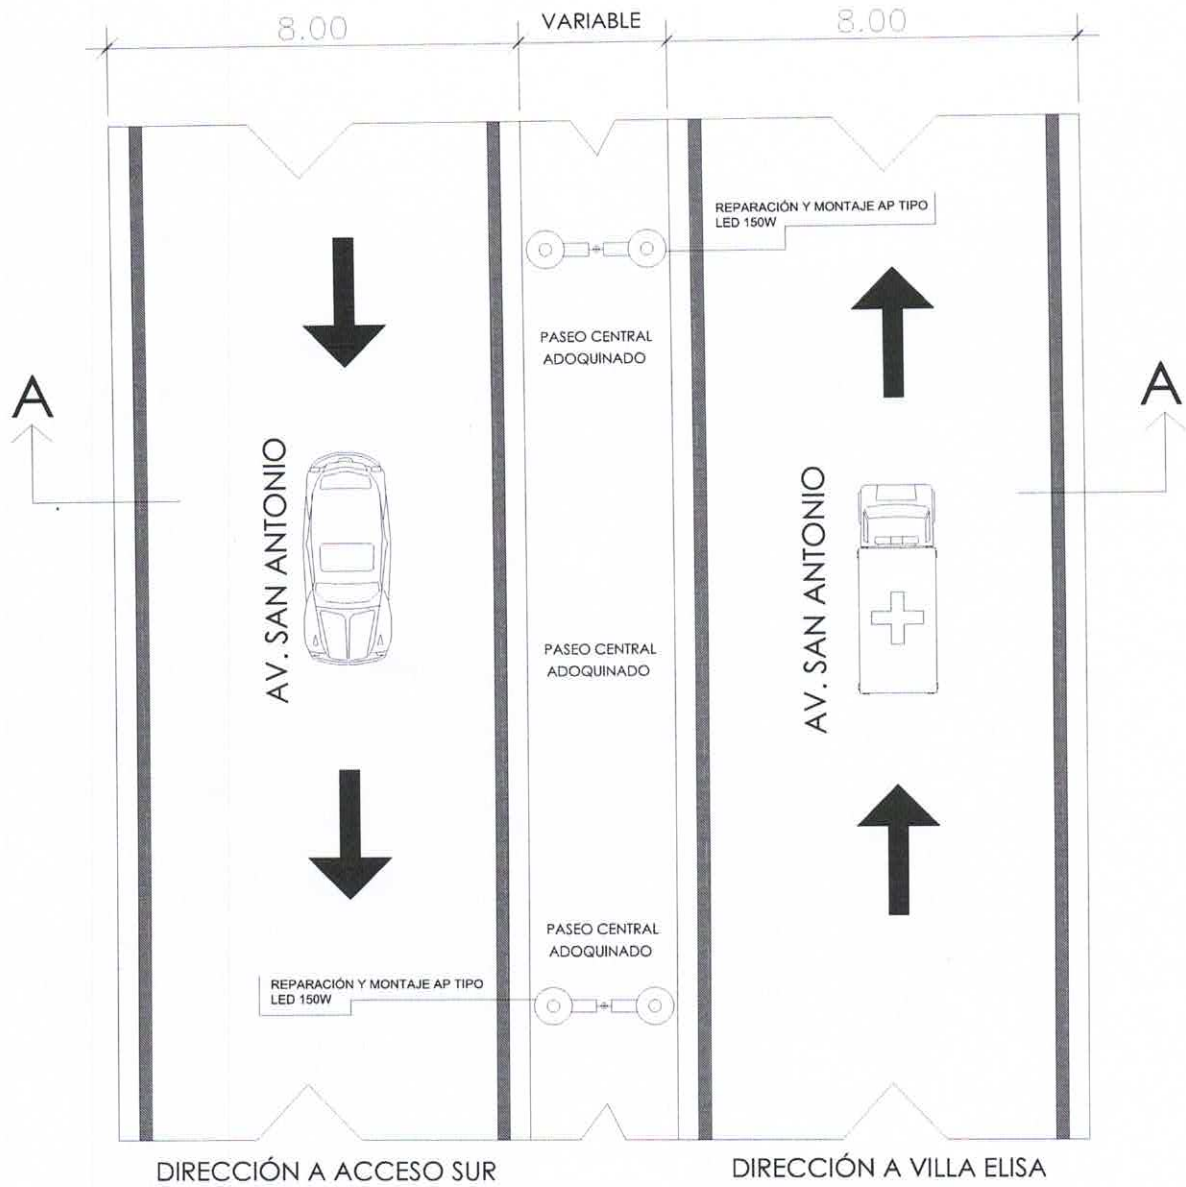 8.00
VARIABLE
8.00
REPARACIÓN Y MONTAJE AP TIPO
LED 150W
PASEO CENTRAL
ADOQUINADO
A
A
AV. SAN ANTONIO
AV. SAN ANTONIO
PASEO CENTRAL
ADOQUINADO
PASEO CENTRAL
ADOQUINADO
REPARACIÓN Y MONTAJE AP TIPO
LED 150W
DIRECCIÓN A ACCESO SUR
DIRECCIÓN A VILLA ELISA